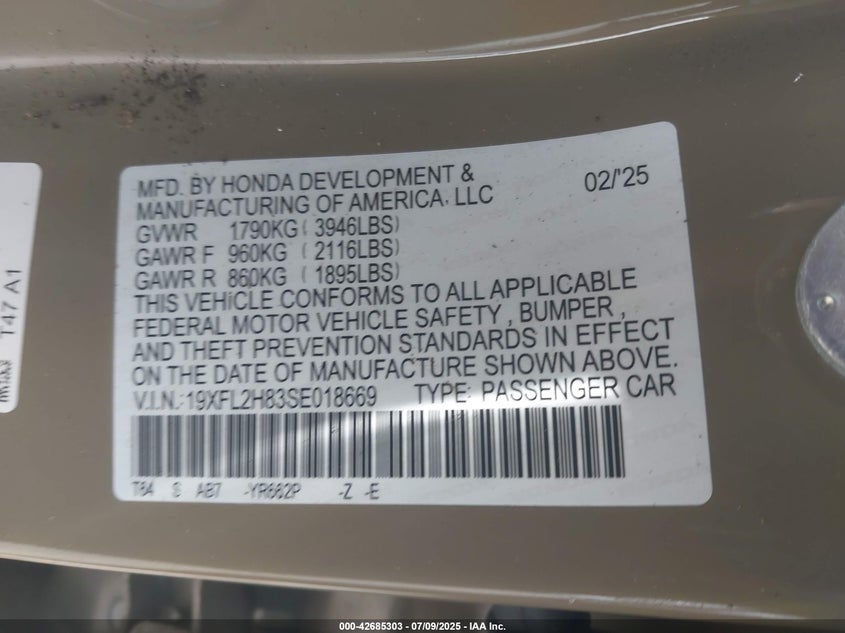 MFD. BY HONDA DEVELOPMENT & 02/'25
MANUFACTURING OF AMERICA, LLC
GVWR 1790KG ( 3946LBS)
GAWR F 960KG ( 2116LBS)
GAWR R 860KG ( 1895LBS)
THIS VEHICLE CONFORMS TO ALL APPLICABLE
FEDERAL MOTOR VEHICLE SAFETY , BUMPER ,
AND THEFT PREVENTION STANDARDS IN EFFECT
ON THE DATE OF MANUFACTURE SHOWN ABOVE.
V.I.N.:19XFL2H83SE018669 TYPE: PASSENGER CAR
S AB7 -YR682P -Z -E
T47 A1
000-42685303 - 07/09/2025 - IAA Inc.